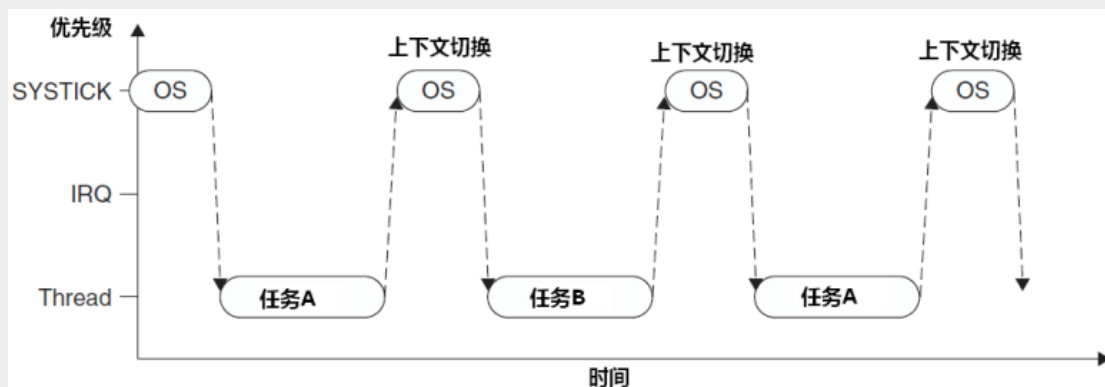 优先级
上下文切换
上下文切换
上下文切换
SYSTICK
OS
OS
OS
OS
IRQ
Thread
任务A
任务B
任务A
时间